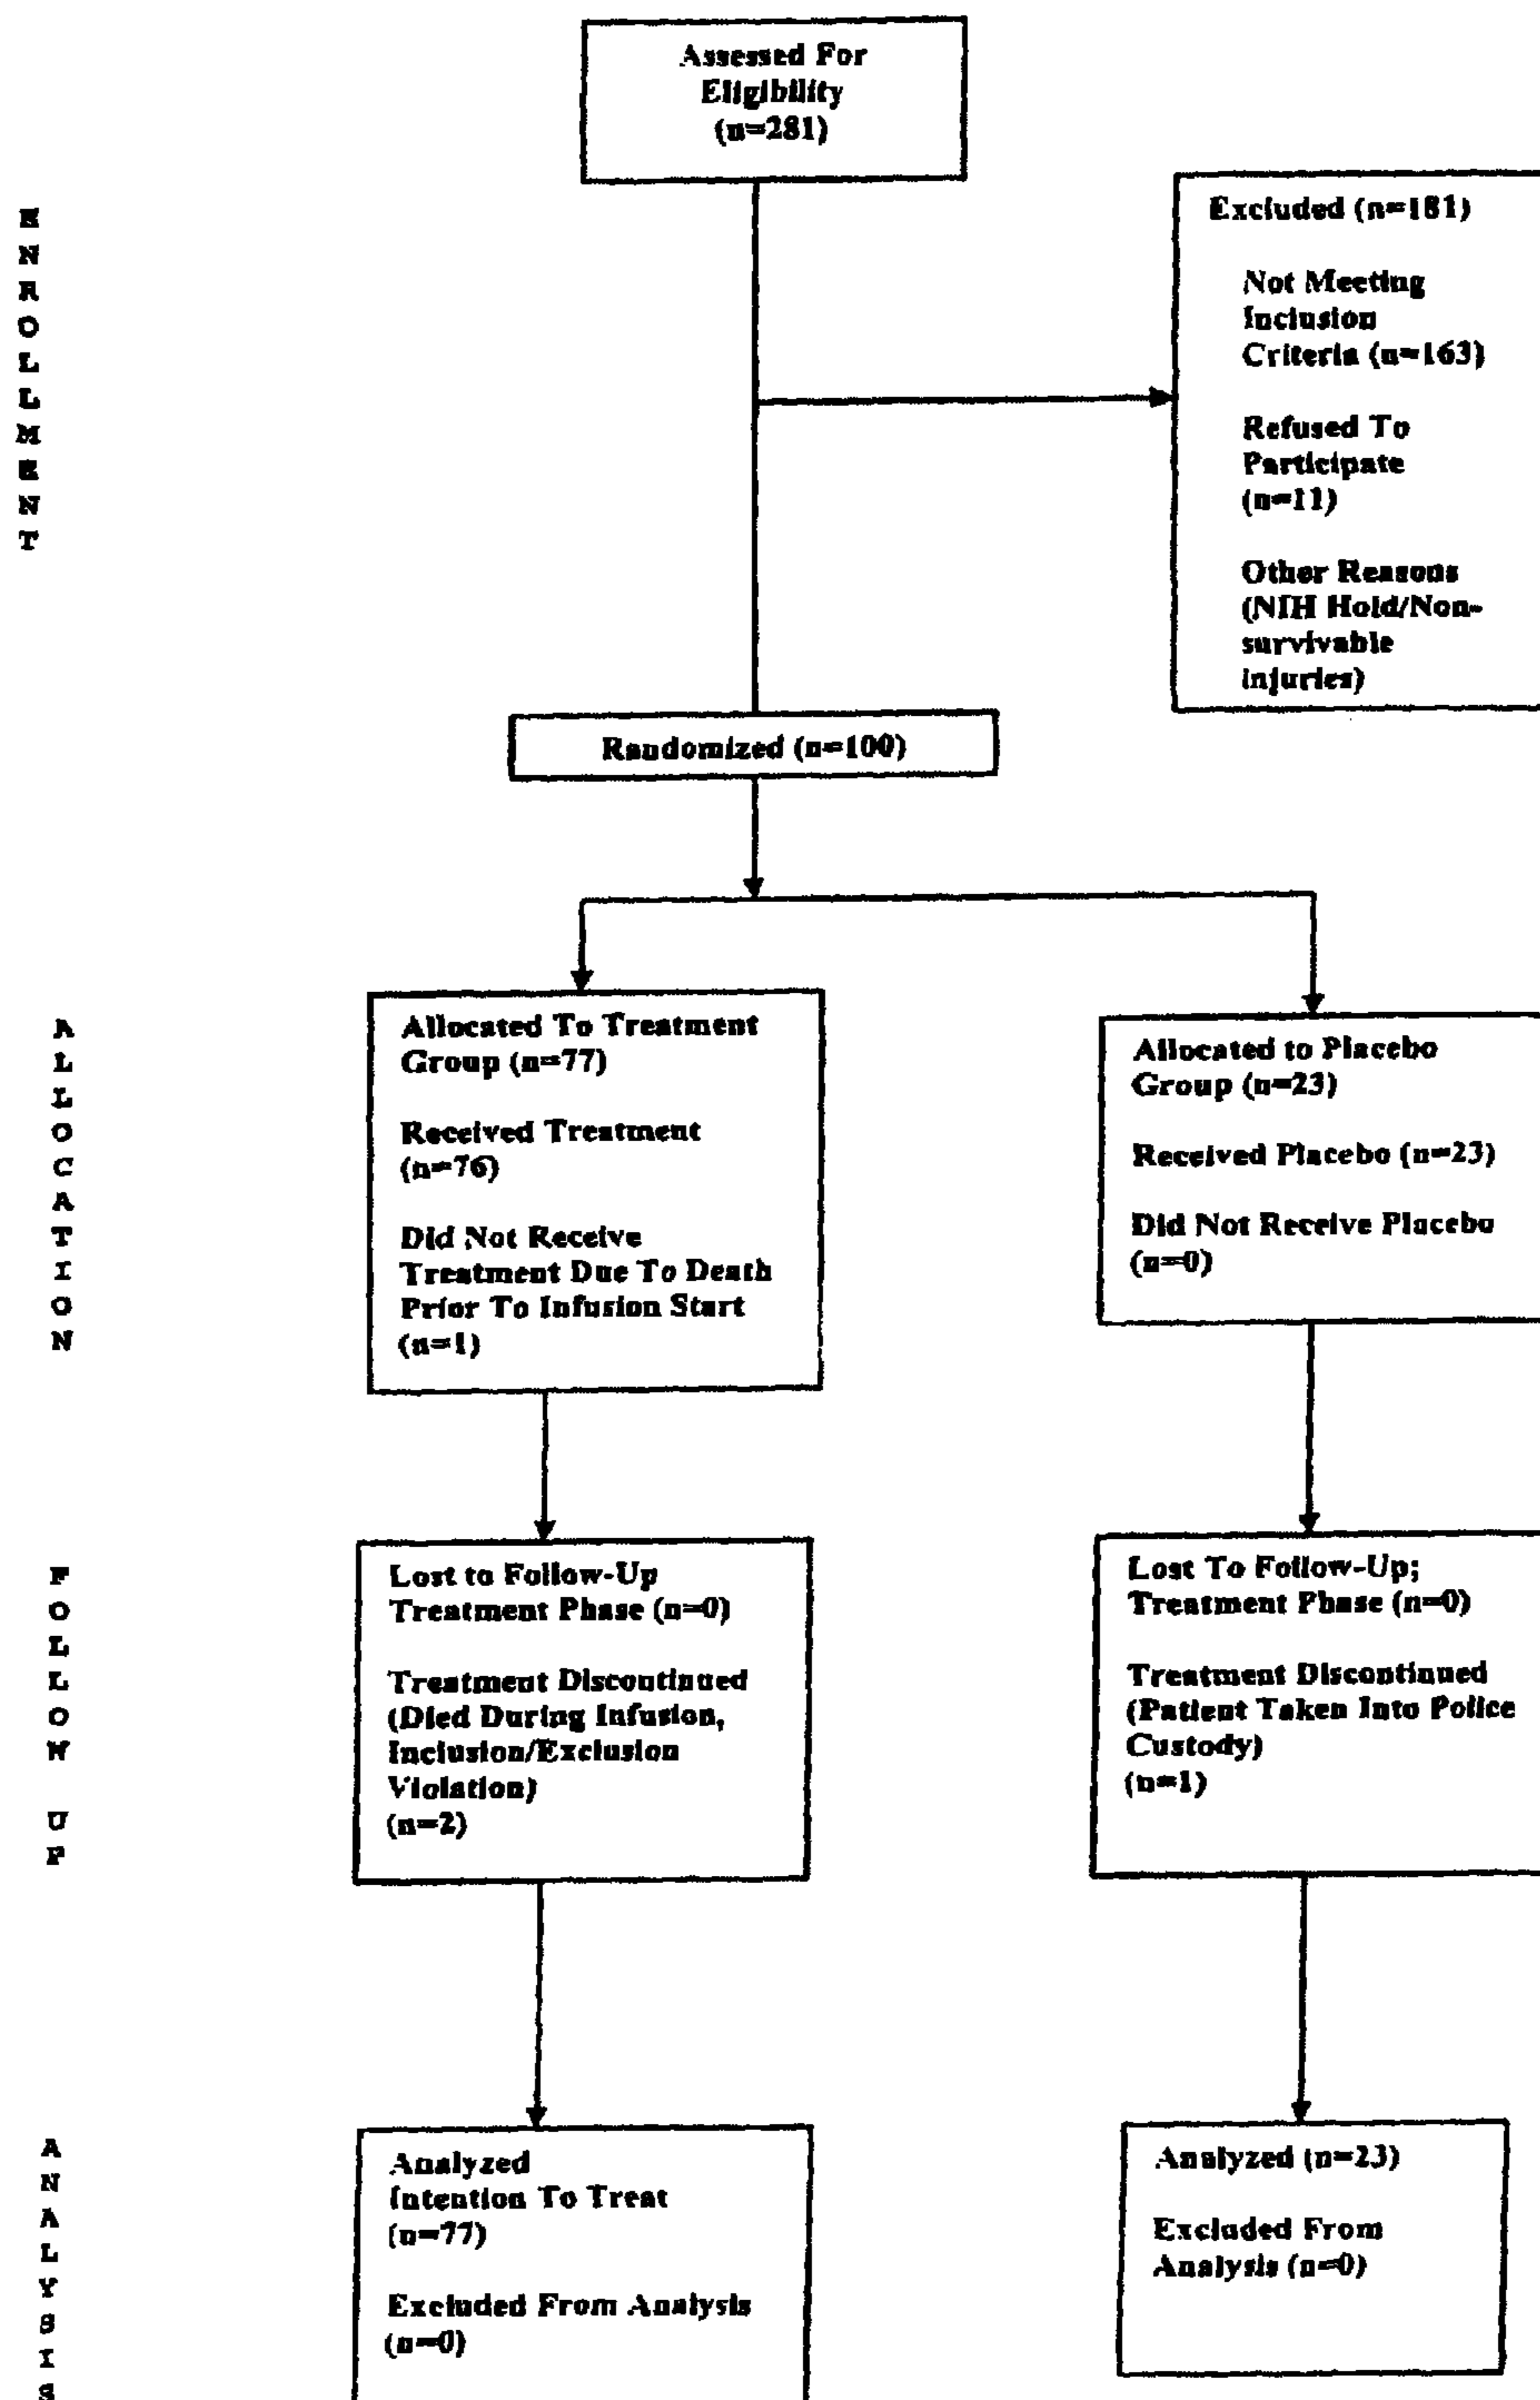 Assessed For
Eligibility
(n=281)
ENROLLMENT
Excluded (n=181)
Not Meeting
Inclusion
Criteria (n=163)
Refused To
Participate
(n=11)
Other Reasons
(NIH Hold/Non-
survivable
injuries)
Randomized (n=100)
ALLOCATION
Allocated To Treatment
Group (n=77)
Received Treatment
(n=76)
Did Not Receive
Treatment Due To Death
Prior To Infusion Start
(n=1)
Allocated to Placebo
Group (n=23)
Received Placebo (n=23)
Did Not Receive Placebo
(n=0)
FOLLOW UP
Lost to Follow-Up
Treatment Phase (n=0)
Treatment Discontinued
(Died During Infusion,
Inclusion/Exclusion
Violation)
(n=2)
Lost To Follow-Up;
Treatment Phase (n=0)
Treatment Discontinued
(Patient Taken Into Police
Custody)
(n=1)
ANALYSIS
Analyzed
Intention To Treat
(n=77)
Excluded From Analysis
(n=0)
Analyzed (n=23)
Excluded From
Analysis (n=0)